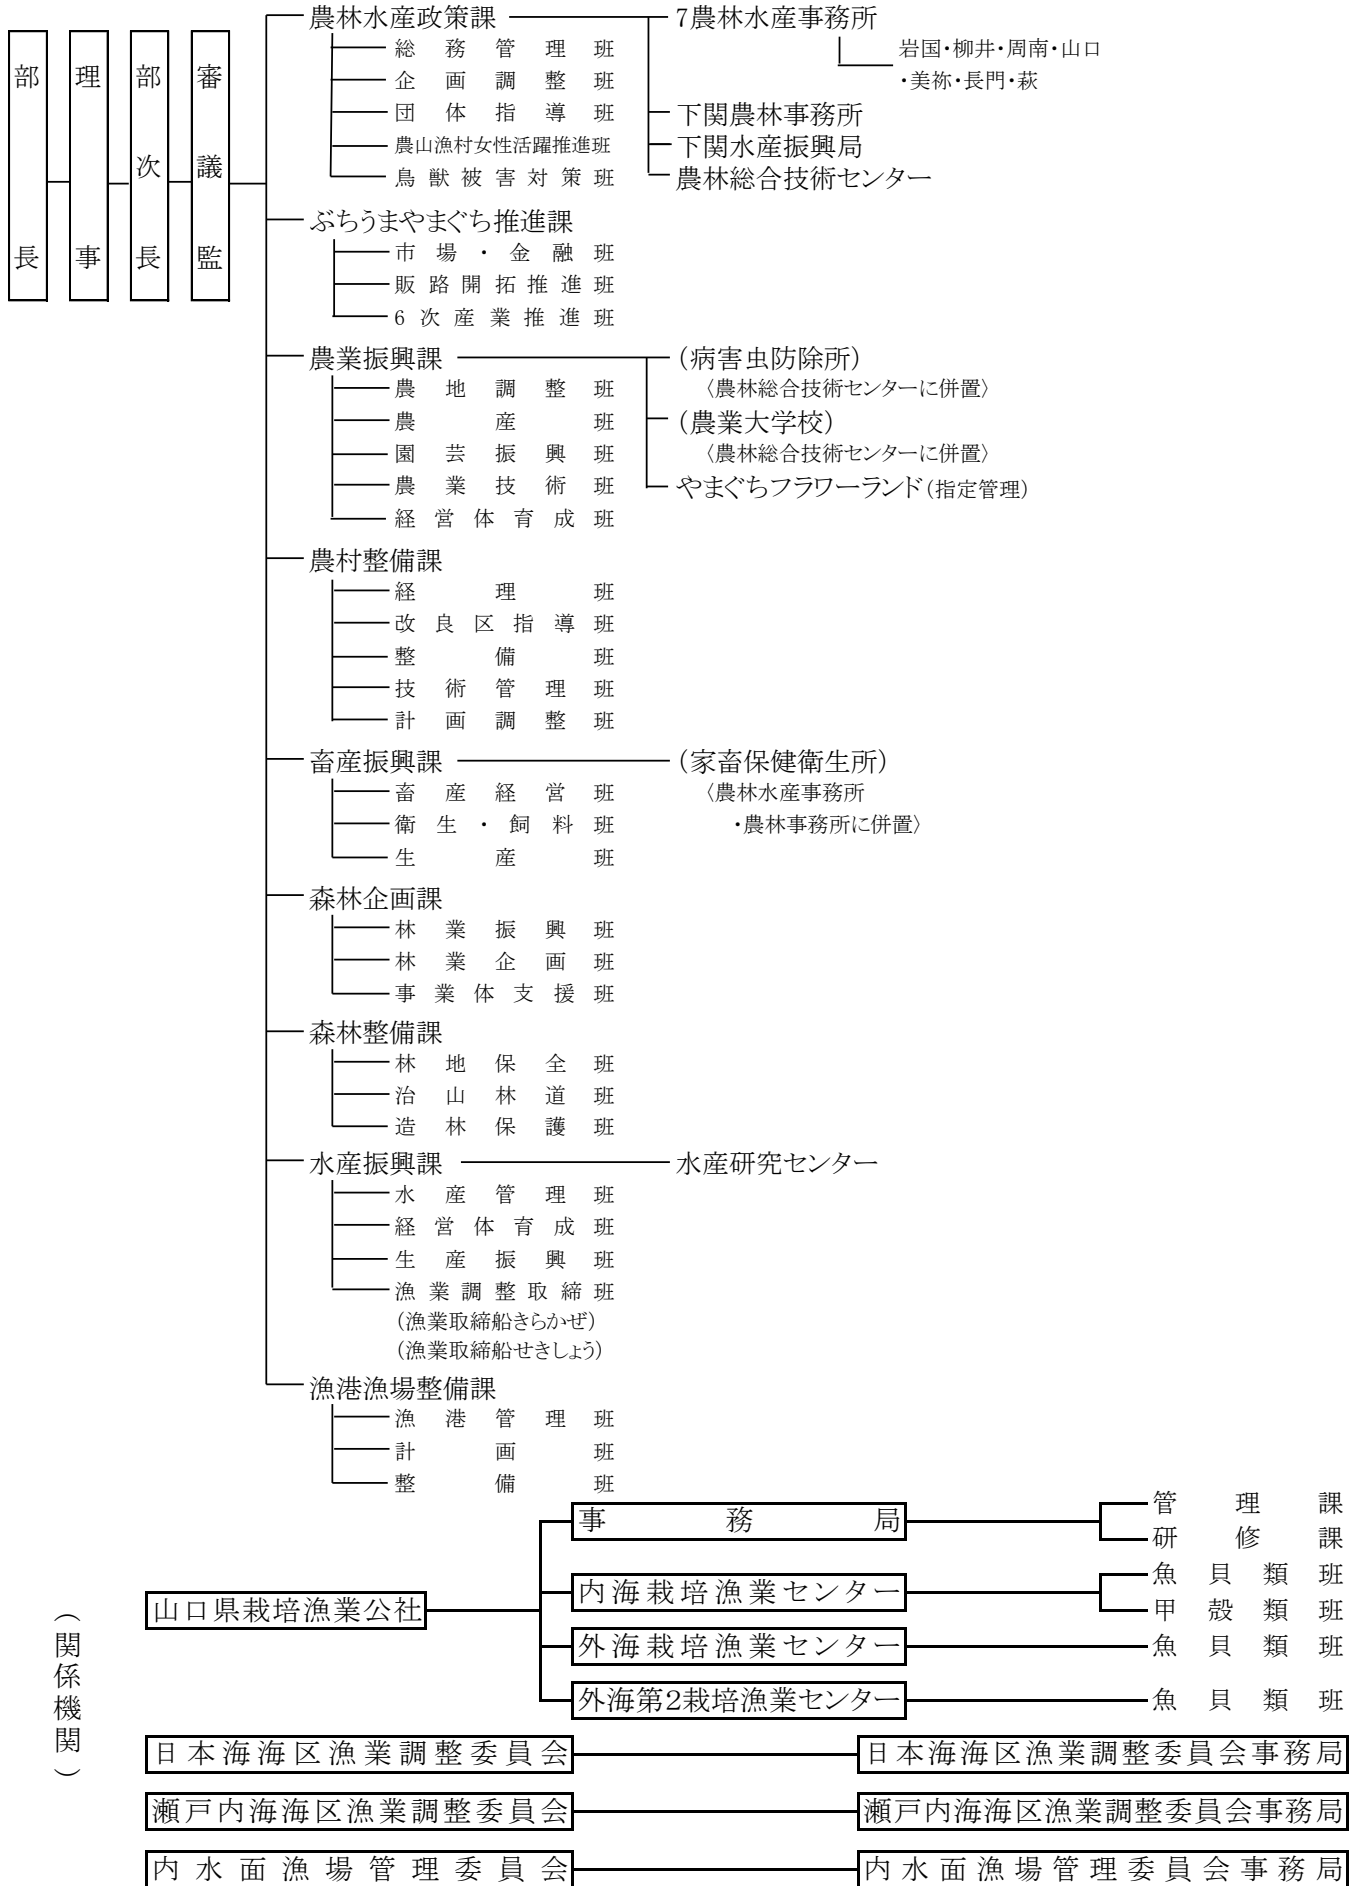 部長
理事
部次長
審議監
農林水産政策課
総務管理班
企画調整班
団体指導班
農山漁村女性活躍推進班
鳥獣被害対策班
7農林水産事務所
岩国・柳井・周南・山口
・美祢・長門・萩
下関農林事務所
下関水産振興局
農林総合技術センター
ぶちうまやまぐち推進課
市場・金融班
販路開拓推進班
6次産業推進班
農業振興課
農地調整班
農産班
園芸振興班
農業技術班
経営体育成班
(病害虫防除所)
〈農林総合技術センターに併置〉
(農業大学校)
〈農林総合技術センターに併置〉
やまぐちフラワーランド(指定管理)
農村整備課
経理班
改良区指導班
整備班
技術管理班
計画調整班
畜産振興課
畜産経営班
衛生・飼料班
生産班
(家畜保健衛生所)
〈農林水産事務所
・農林事務所に併置〉
森林企画課
林業振興班
林業企画班
事業体支援班
森林整備課
林地保全班
治山林道班
造林保護班
水産振興課
水産管理班
経営体育成班
生産振興班
漁業調整取締班
(漁業取締船きらかぜ)
(漁業取締船せきしょう)
水産研究センター
漁港漁場整備課
漁港管理班
計画班
整備班
(関係機関)
山口県栽培漁業公社
事務局
管理課
研修課
内海栽培漁業センター
魚貝類班
甲殻類班
外海栽培漁業センター
魚貝類班
外海第2栽培漁業センター
魚貝類班
日本海海区漁業調整委員会
日本海海区漁業調整委員会事務局
瀬戸内海海区漁業調整委員会
瀬戸内海海区漁業調整委員会事務局
内水面漁場管理委員会
内水面漁場管理委員会事務局